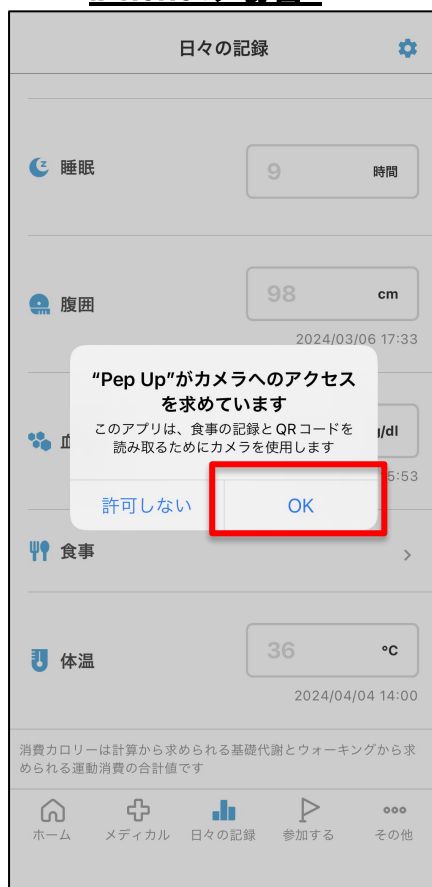 日々の記録
睡眠
9 時間
腹囲
98 cm
2024/03/06 17:33
"Pep Up"がカメラへのアクセス
を求めています
このアプリは、食事の記録とQRコードを
読み取るためにカメラを使用します
5:53
許可しない OK
食事
体温
36 °C
2024/04/04 14:00
消費カロリーは計算から求められる基礎代謝とウォーキングから求
められる運動消費の合計値です
ホーム メディカル 日々の記録 参加する その他